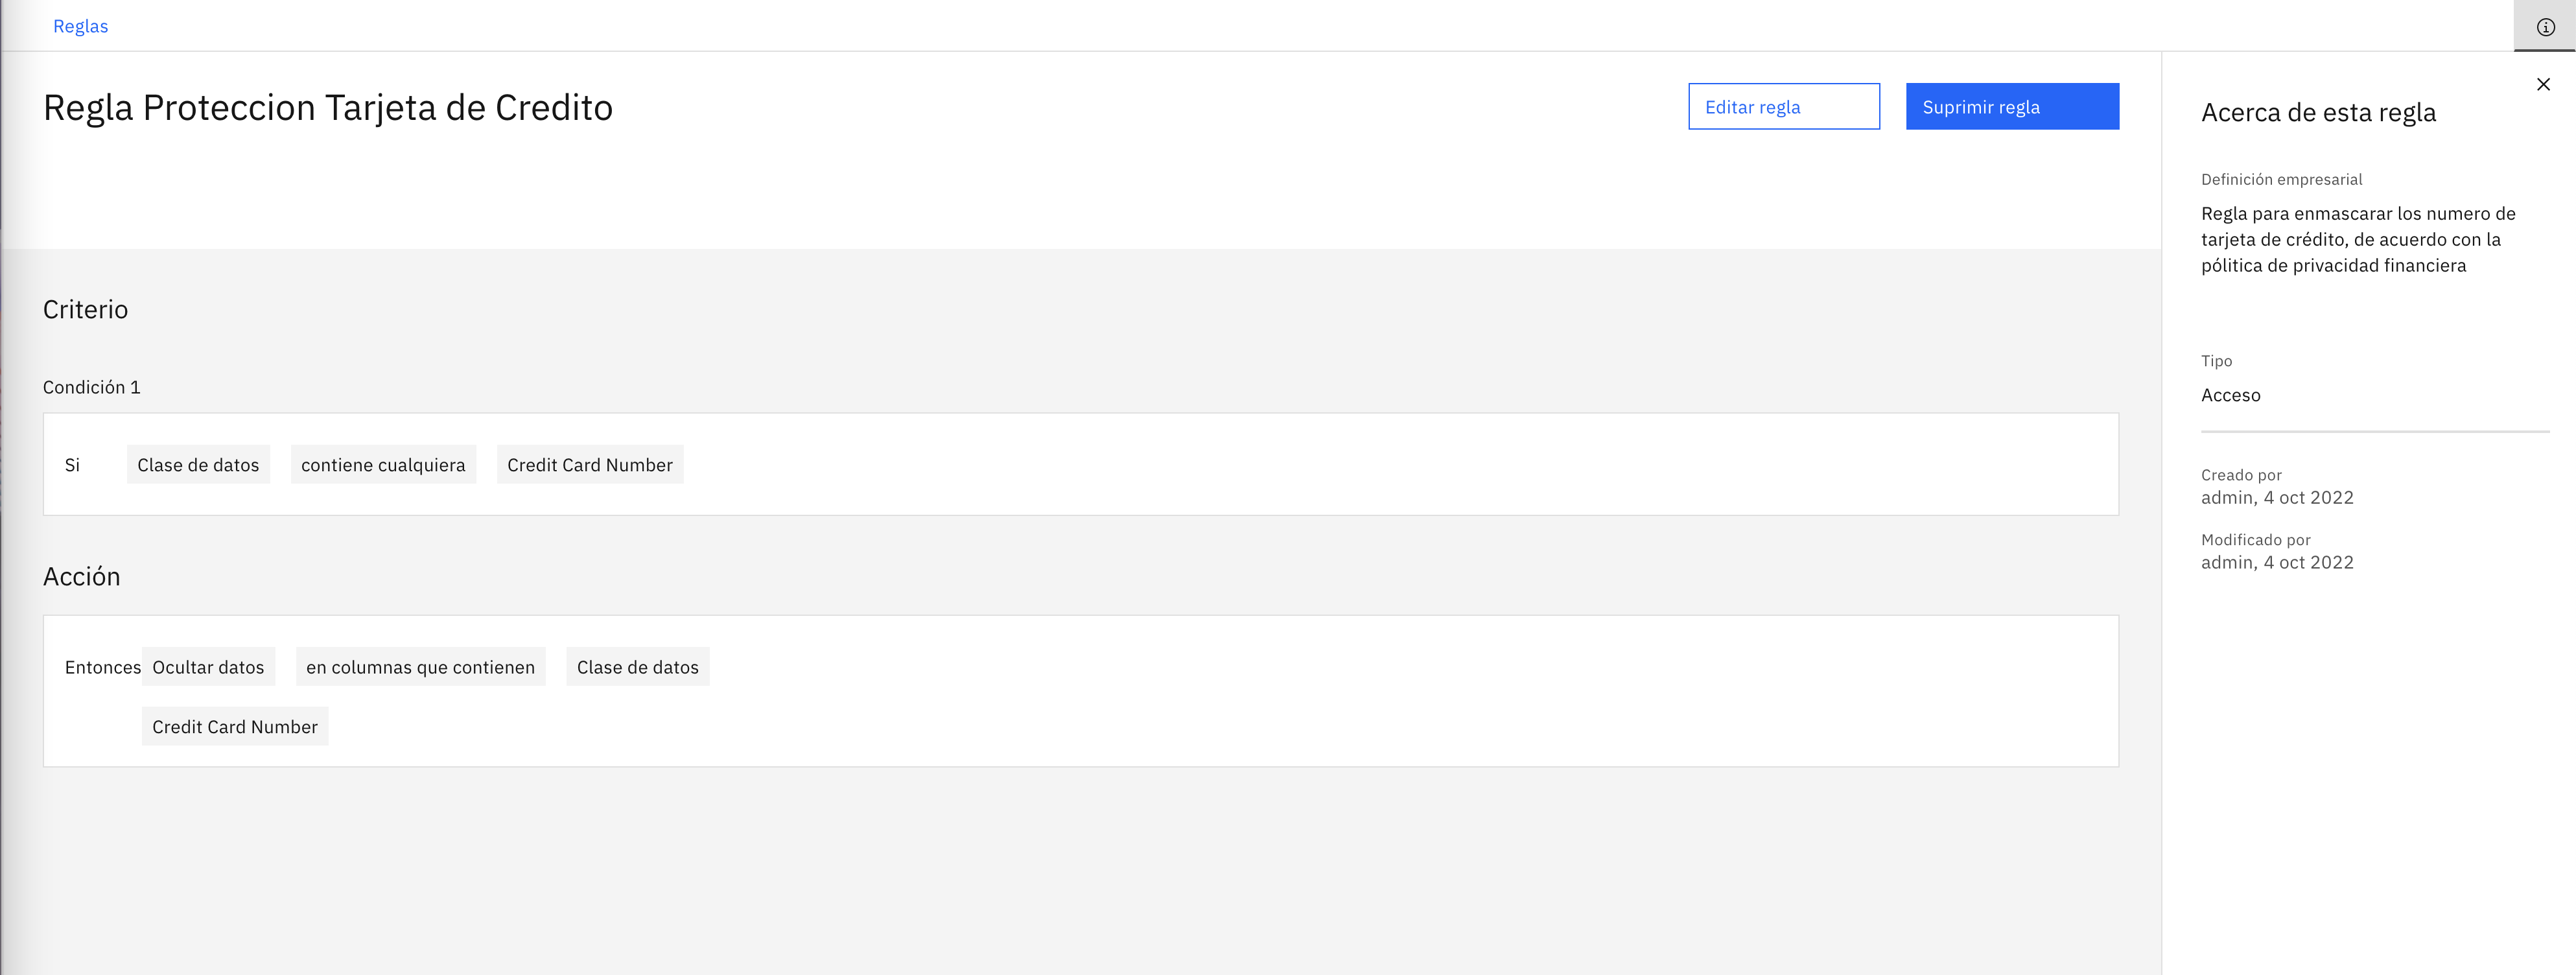 Reglas
Regla Proteccion Tarjeta de Credito
Editar regla
Suprimir regla
Criterio
Condición 1
Si Clase de datos contiene cualquiera Credit Card Number
Acción
Entonces Ocultar datos en columnas que contienen Clase de datos
Credit Card Number
Acerca de esta regla
Definición empresarial
Regla para enmascarar los numero de
tarjeta de crédito, de acuerdo con la
pólitica de privacidad financiera
Tipo
Acceso
Creado por
admin, 4 oct 2022
Modificado por
admin, 4 oct 2022